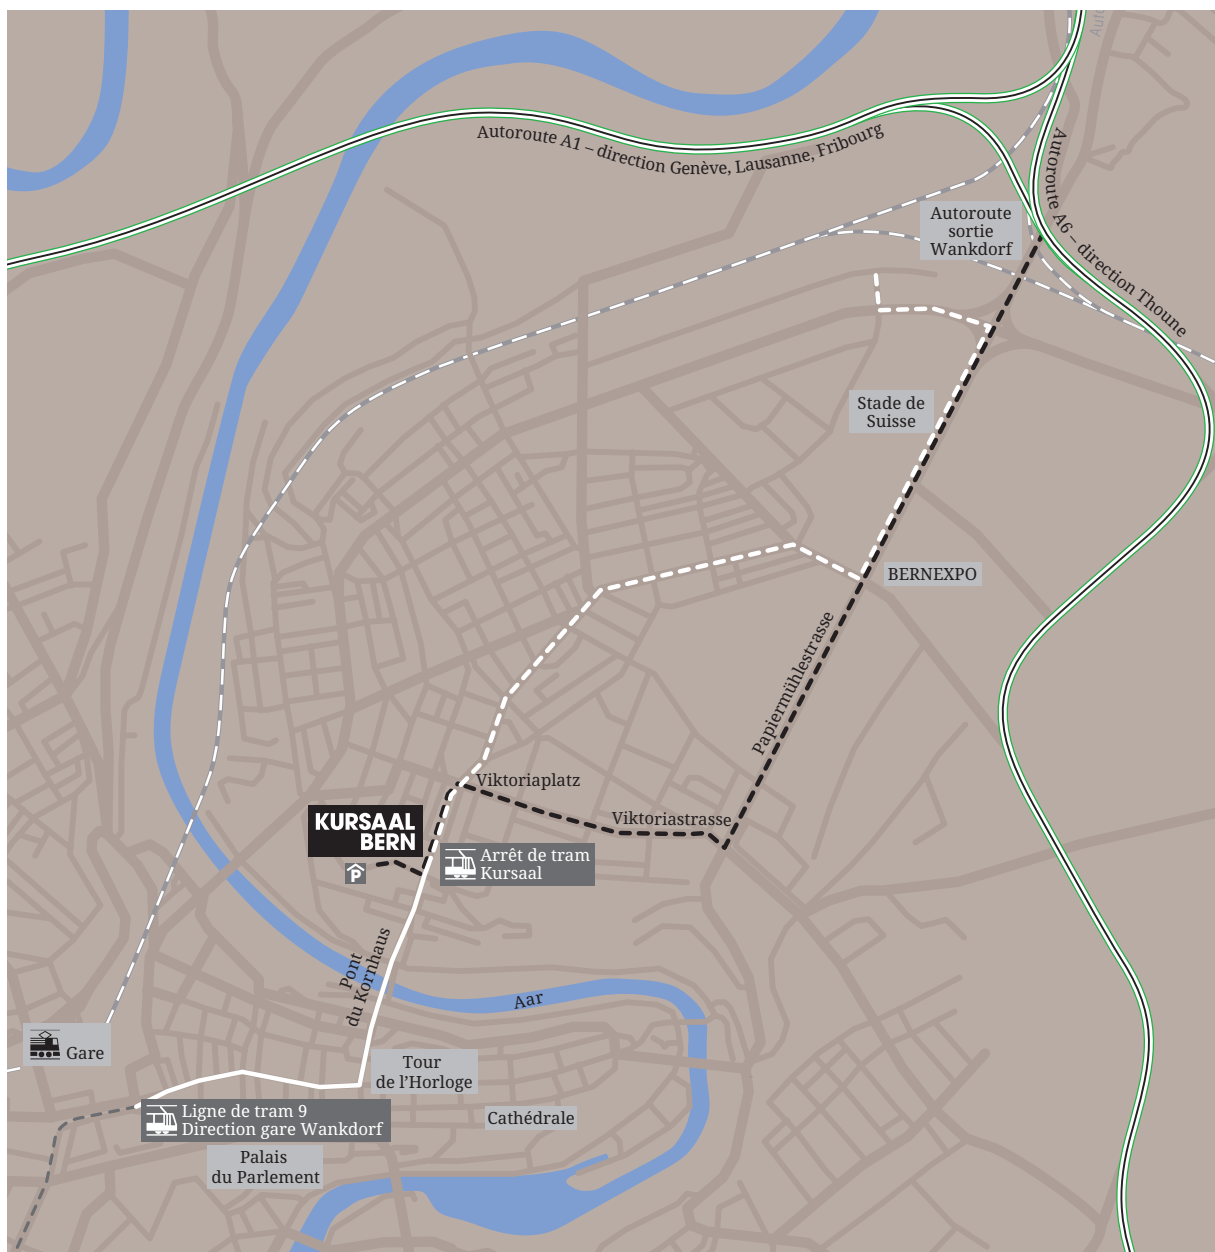 Auto
Autoroute A1 – direction Genève, Lausanne, Fribourg
Autoroute A6 – direction Thoune
Autoroute
sortie
Wankdorf
Stade de
Suisse
BERNEXPO
Papiermühlestrasse
Viktoriaplatz
Viktoriastrasse
KURSAAL
BERN
P
Arrêt de tram
Kursaal
Pont
du Kornhaus
Aar
Gare
Tour
de l’Horloge
Ligne de tram 9
Direction gare Wankdorf
Cathédrale
Palais
du Parlement